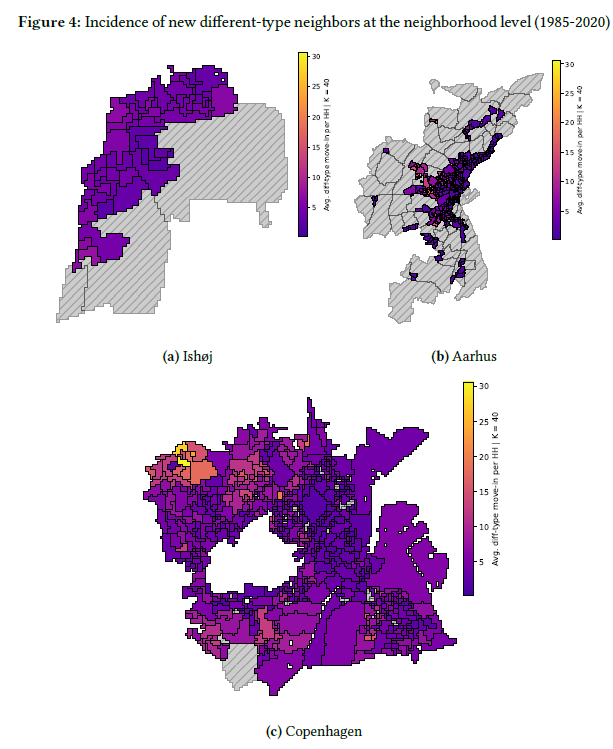 Figure 4: Incidence of new different-type neighbors at the neighborhood level (1985-2020)
30
25
20
15
10
5
Avg. diff-type move-in per HH | K = 40
30
25
20
15
10
5
Avg. diff-type move-in per HH | K = 40
(a) Ishøj
(b) Aarhus
30
25
20
15
10
5
Avg. diff-type move-in per HH | K = 40
(c) Copenhagen